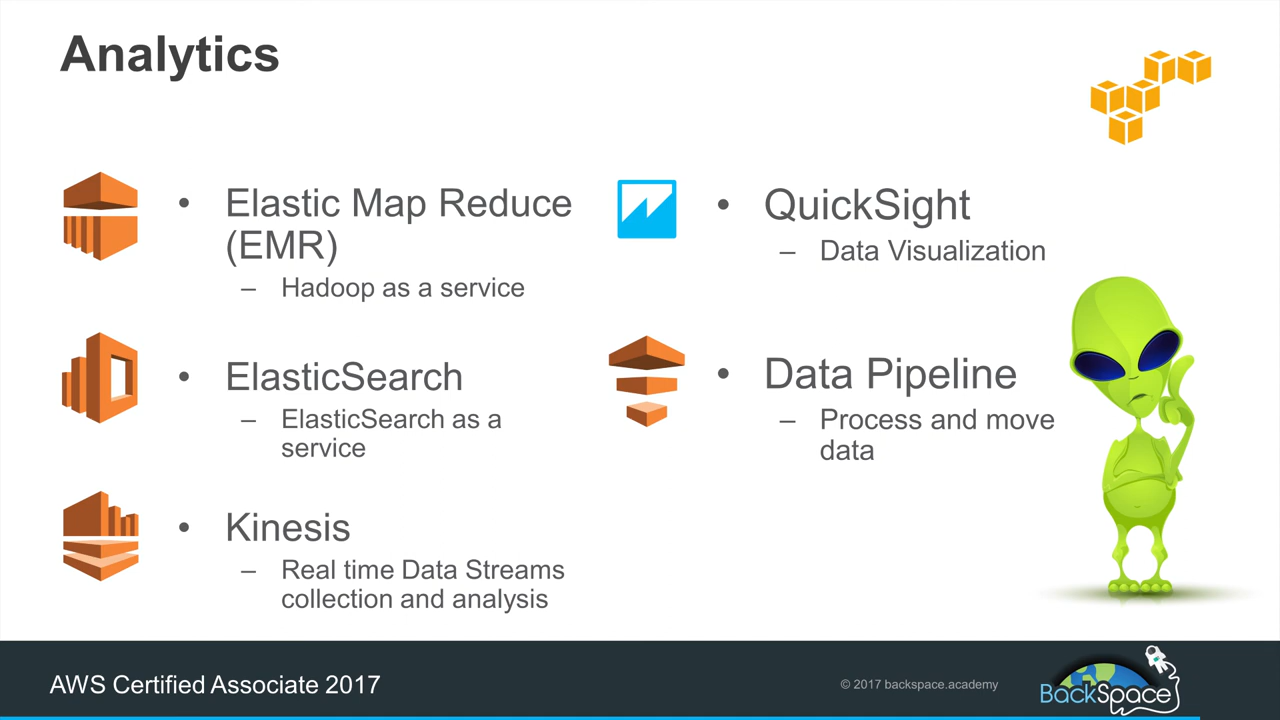 Analytics
• Elastic Map Reduce
(EMR)
– Hadoop as a service
• ElasticSearch
– ElasticSearch as a
service
• Kinesis
– Real time Data Streams
collection and analysis
• QuickSight
– Data Visualization
• Data Pipeline
– Process and move
data
AWS Certified Associate 2017
© 2017 backspace.academy
BackSpace